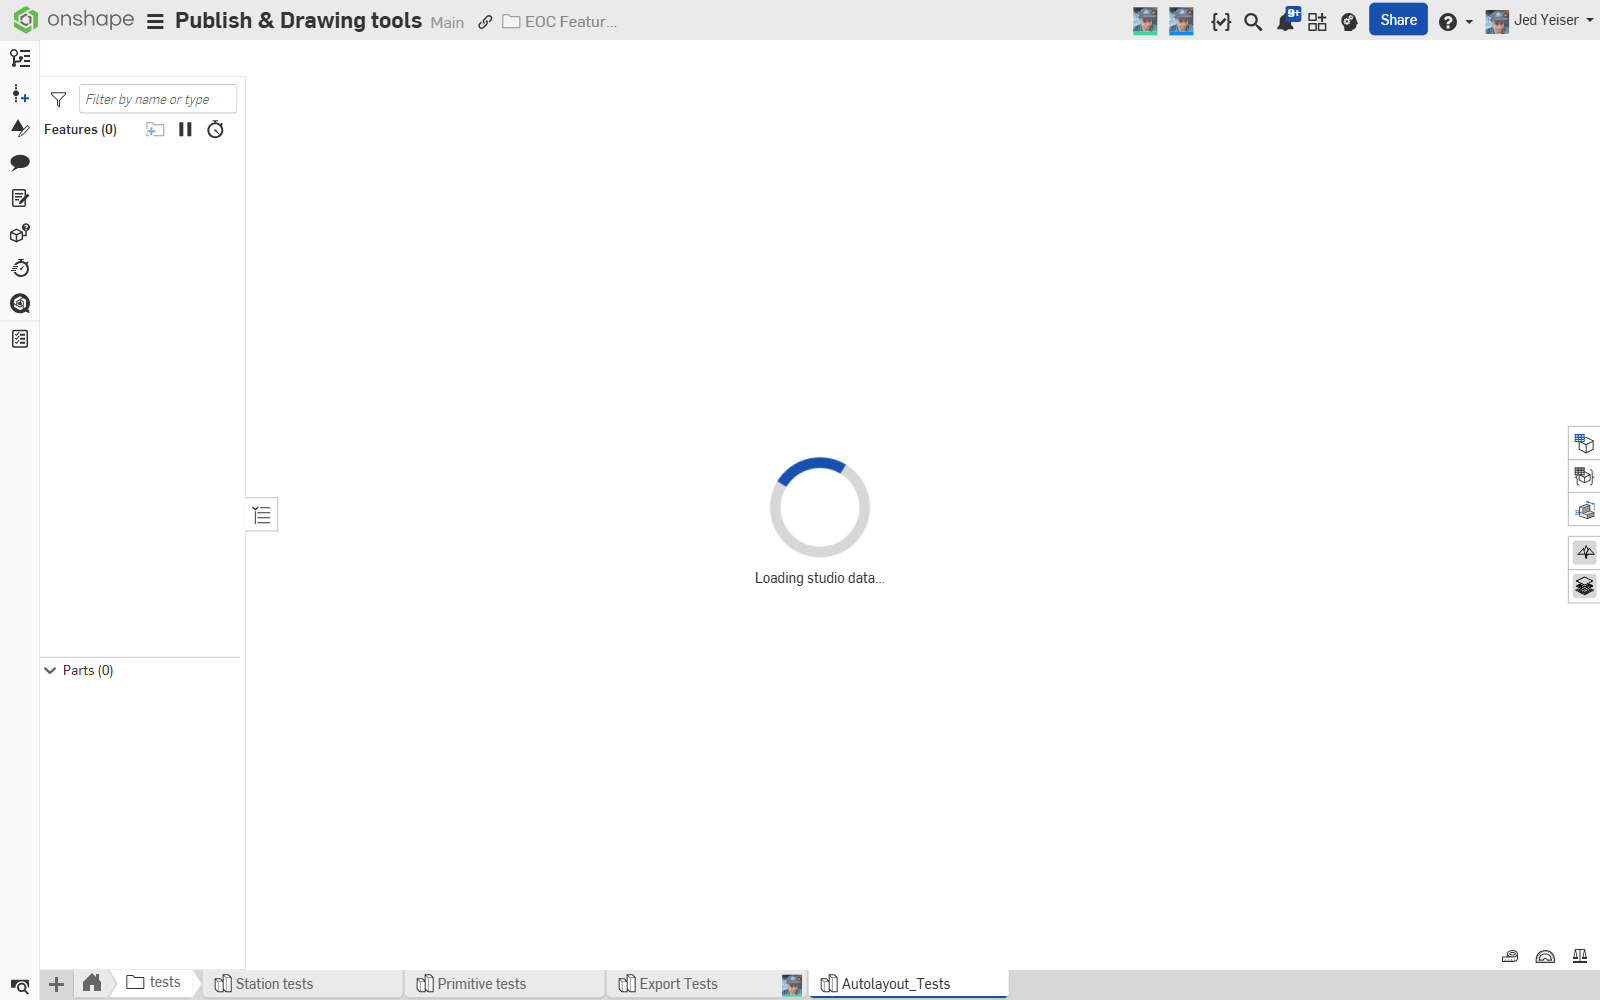 onshape Publish & Drawing tools Main EOC Featur... 9+ Share Jed Yeiser
Filter by name or type
Features (0)
Loading studio data...
Parts (0)
tests Station tests Primitive tests Export Tests Autolayout_Tests